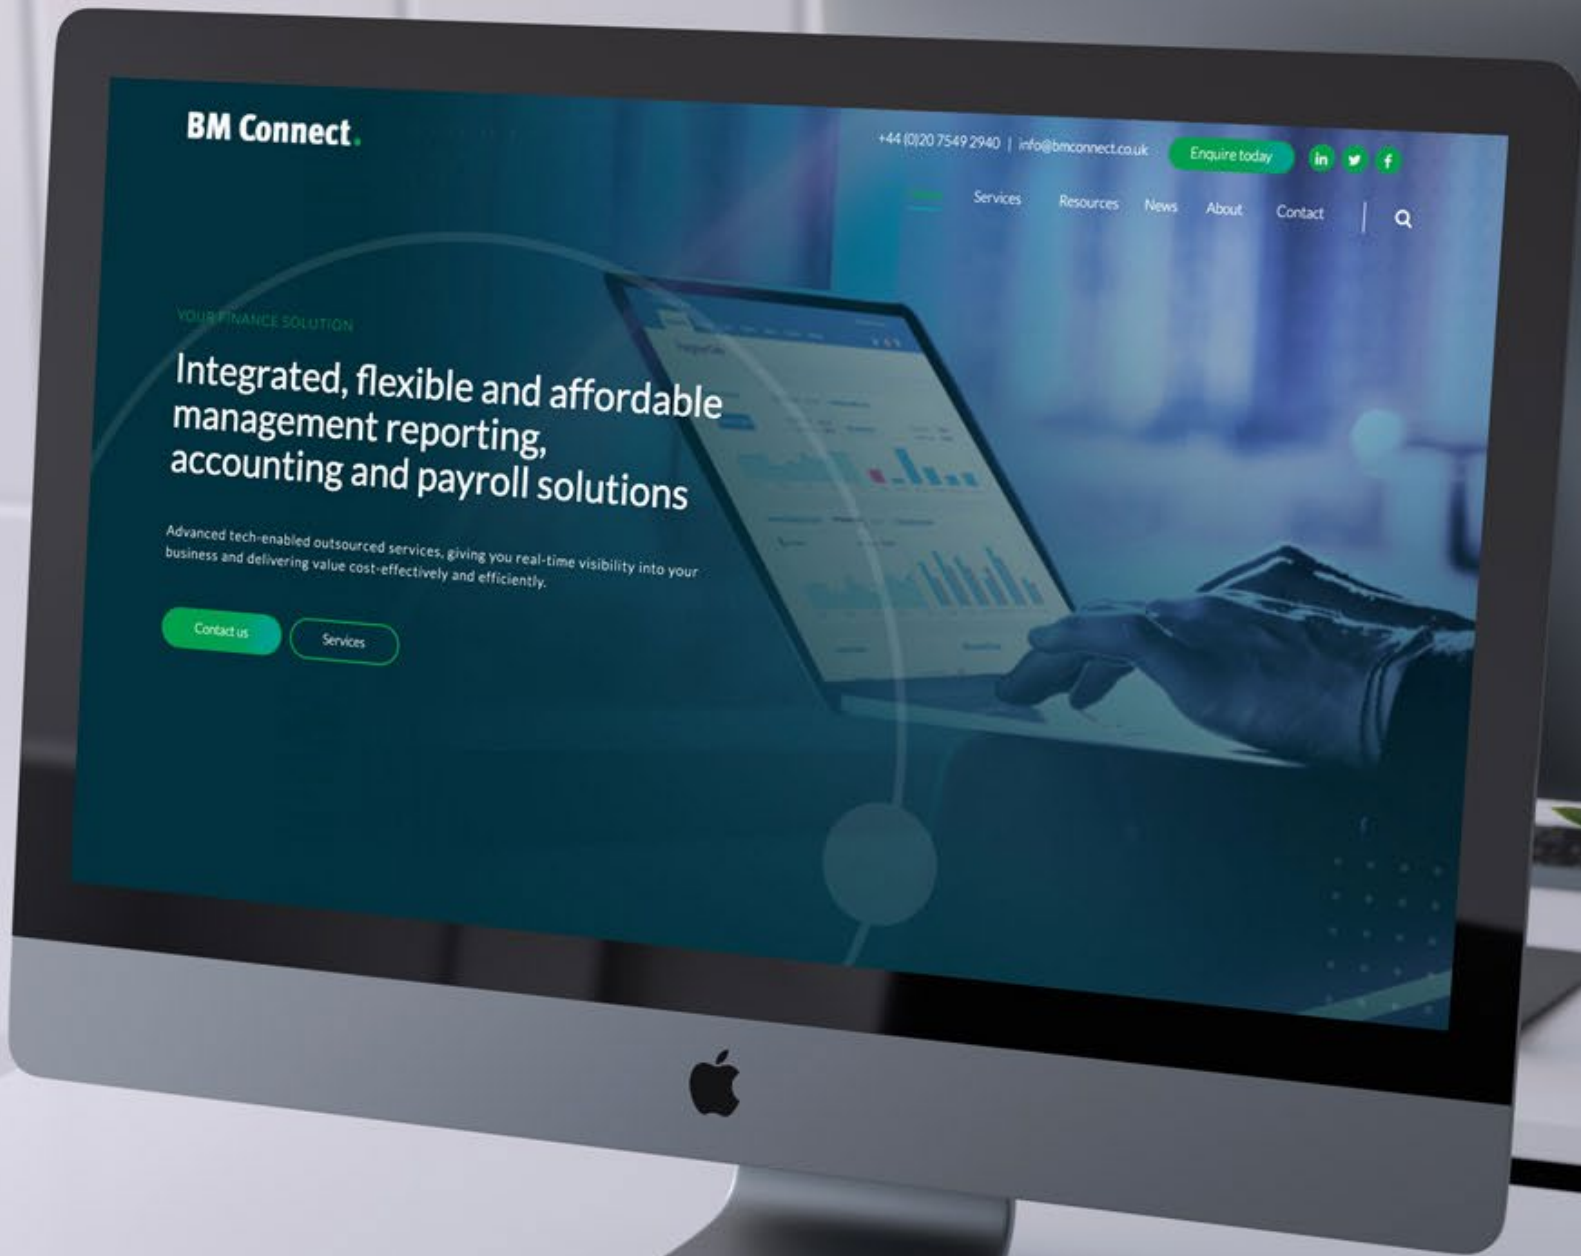 BM Connect.
+44 (0)20 7549 2940 | info@bmconnect.co.uk
Enquire today
in
f
Services Resources News About Contact
YOUR FINANCE SOLUTION
Integrated, flexible and affordable
management reporting,
accounting and payroll solutions
Advanced tech-enabled outsourced services, giving you real-time visibility into your
business and delivering value cost-effectively and efficiently.
Contact us
Services